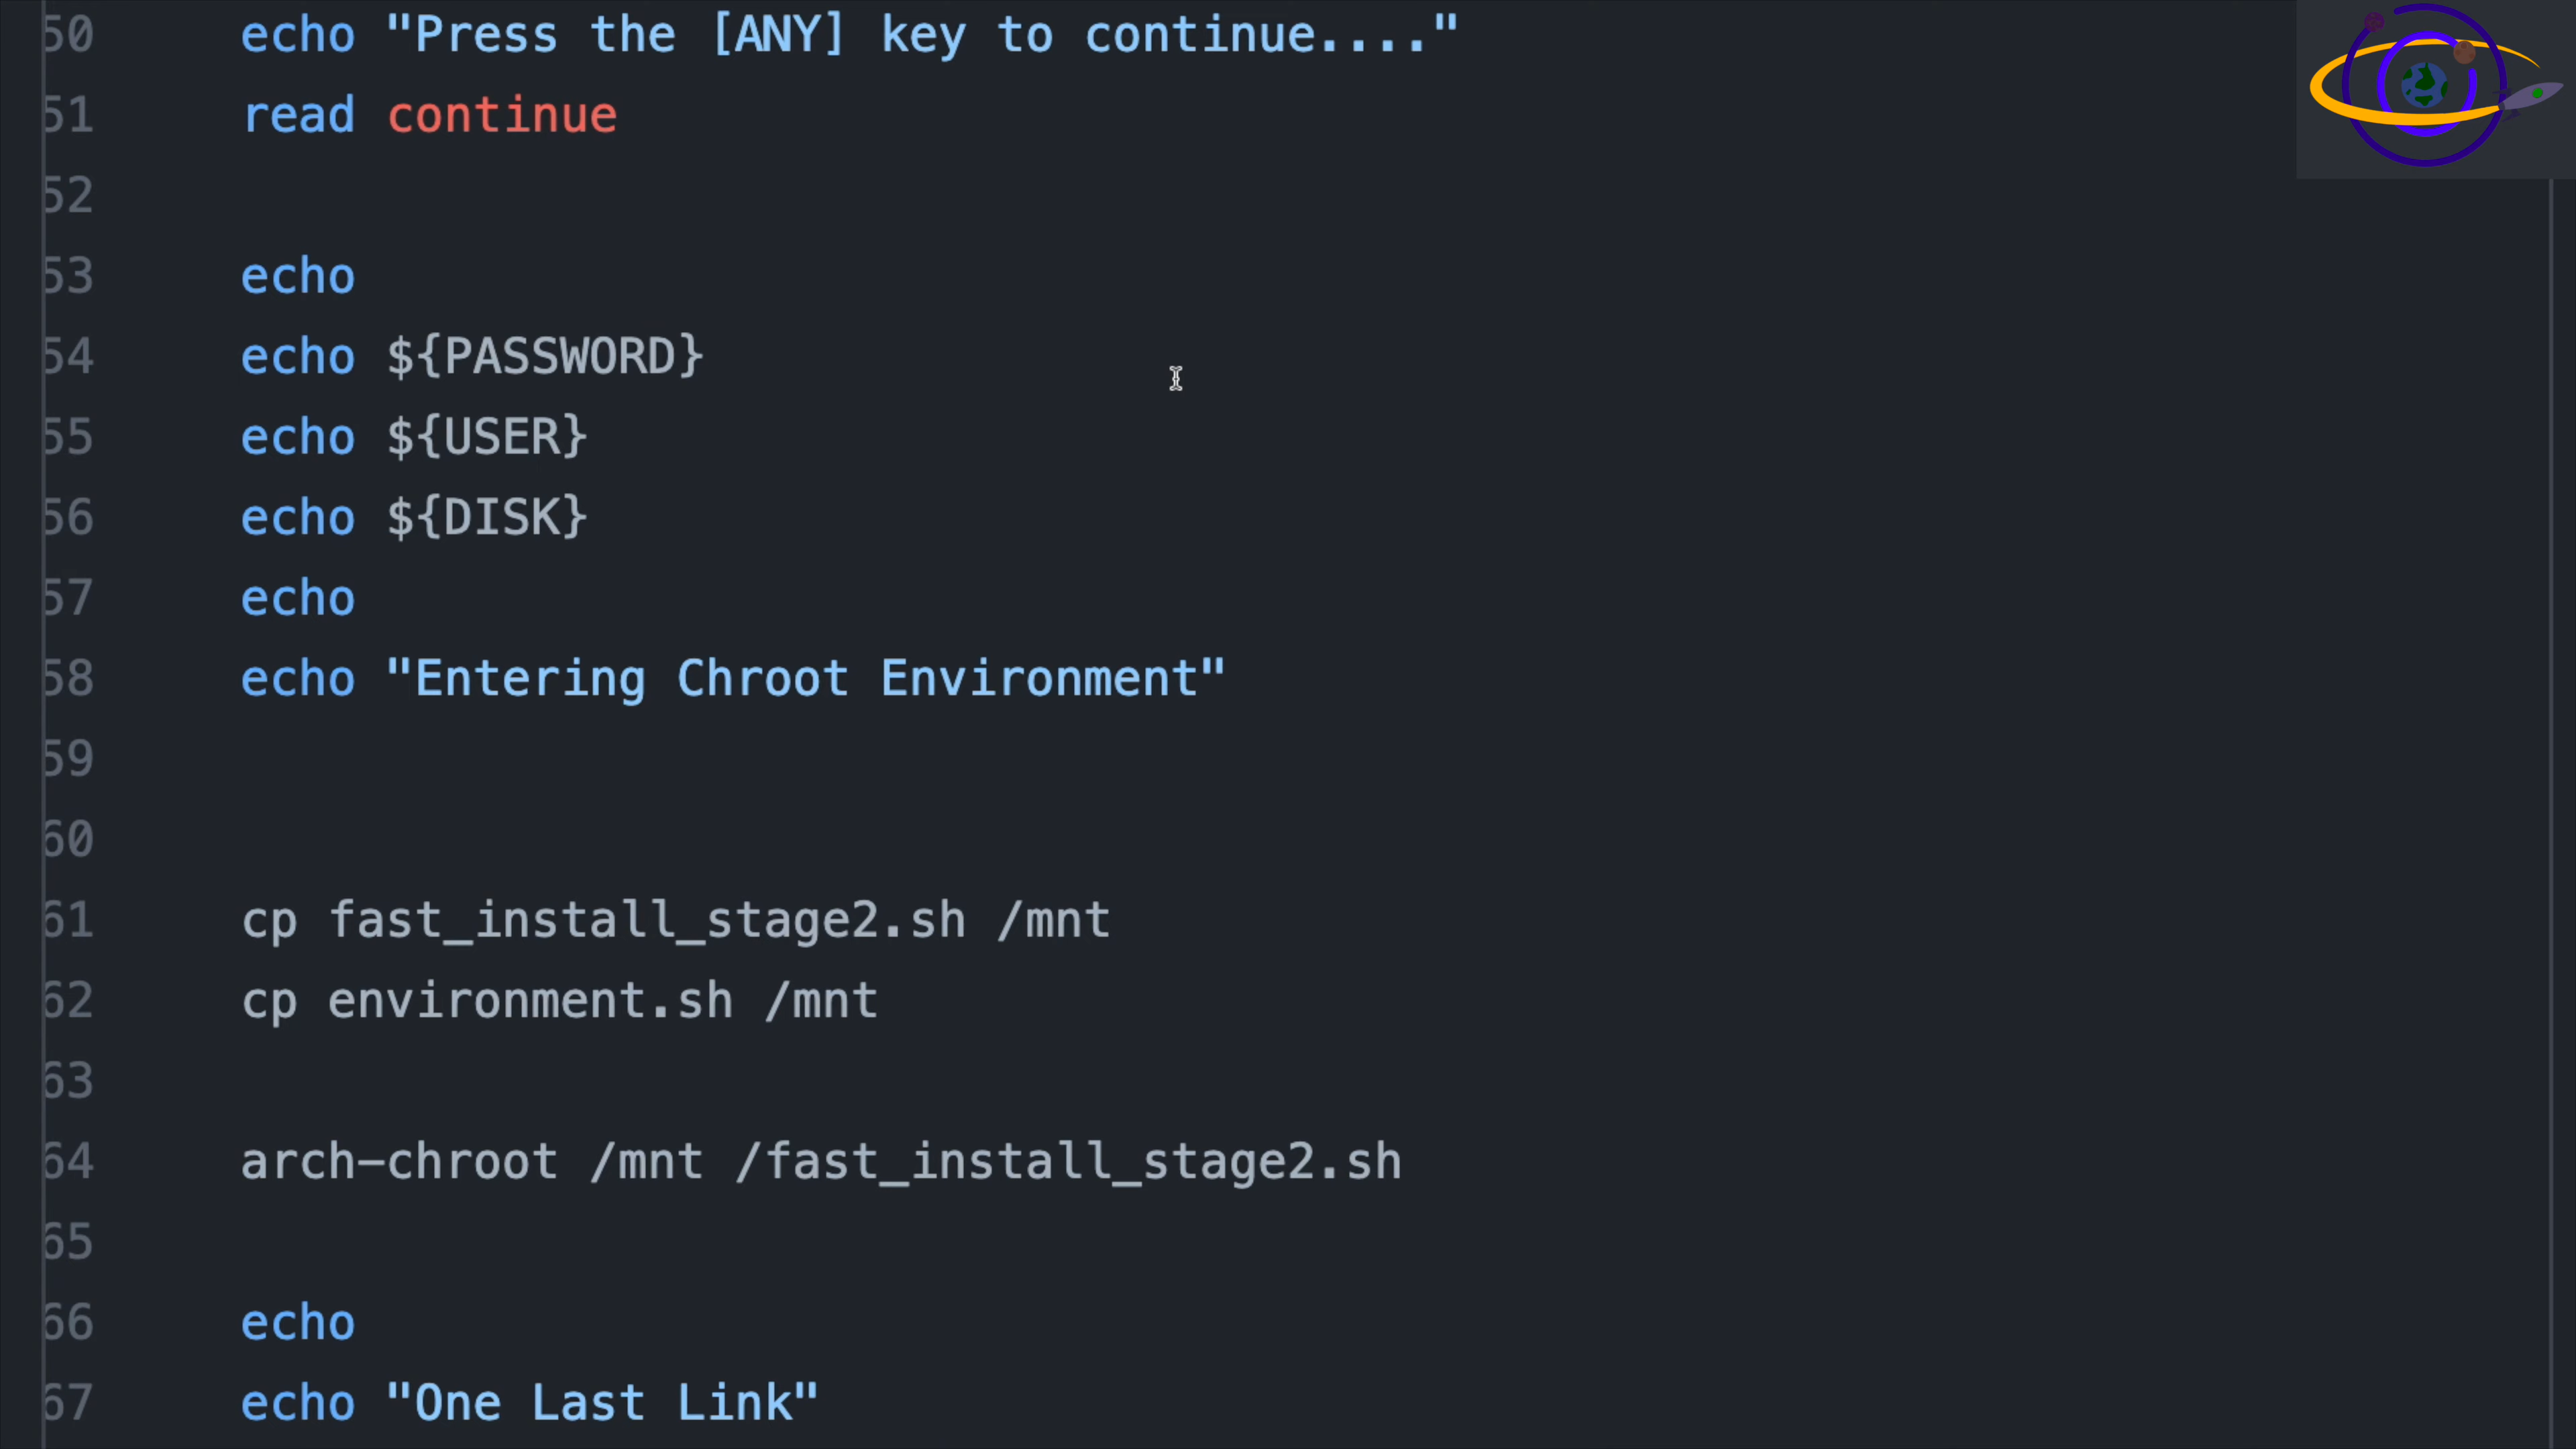 50 echo "Press the [ANY] key to continue...."
51 read continue
52
53 echo
54 echo ${PASSWORD}
55 echo ${USER}
56 echo ${DISK}
57 echo
58 echo "Entering Chroot Environment"
59
60
61 cp fast_install_stage2.sh /mnt
62 cp environment.sh /mnt
63
64 arch-chroot /mnt /fast_install_stage2.sh
65
66 echo
67 echo "One Last Link"